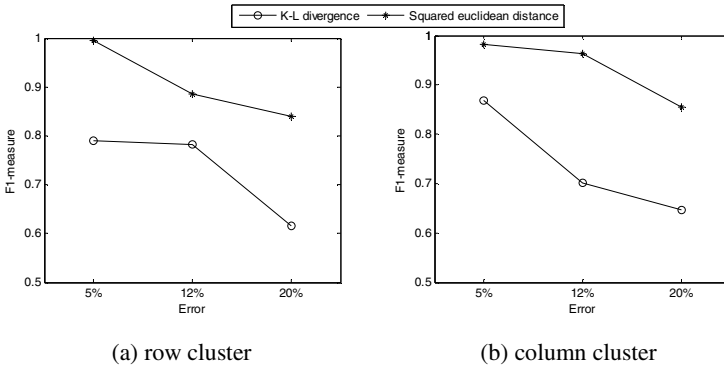 K-L divergence
Squared euclidean distance
1
0.9
0.8
0.7
0.6
0.5
F1-measure
5%
12%
20%
Error
(a) row cluster
1
0.9
0.8
0.7
0.6
0.5
F1-measure
5%
12%
20%
Error
(b) column cluster